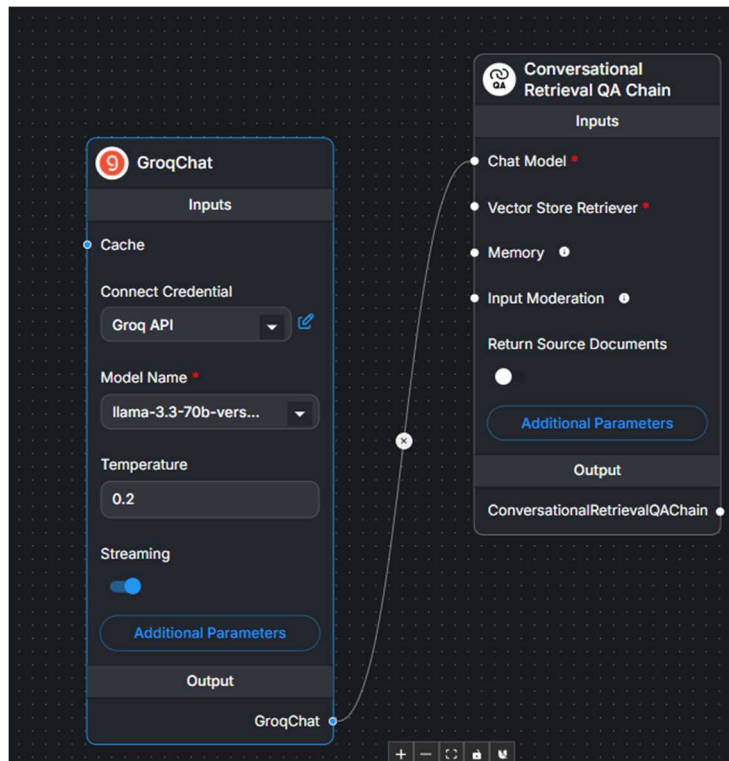 GroqChat
Inputs
Cache
Connect Credential
Groq API
Model Name *
llama-3.3-70b-vers...
Temperature
0.2
Streaming
Additional Parameters
Output
GroqChat
QA
Conversational
Retrieval QA Chain
Inputs
Chat Model *
Vector Store Retriever *
Memory
Input Moderation
Return Source Documents
Additional Parameters
Output
ConversationalRetrievalQAChain